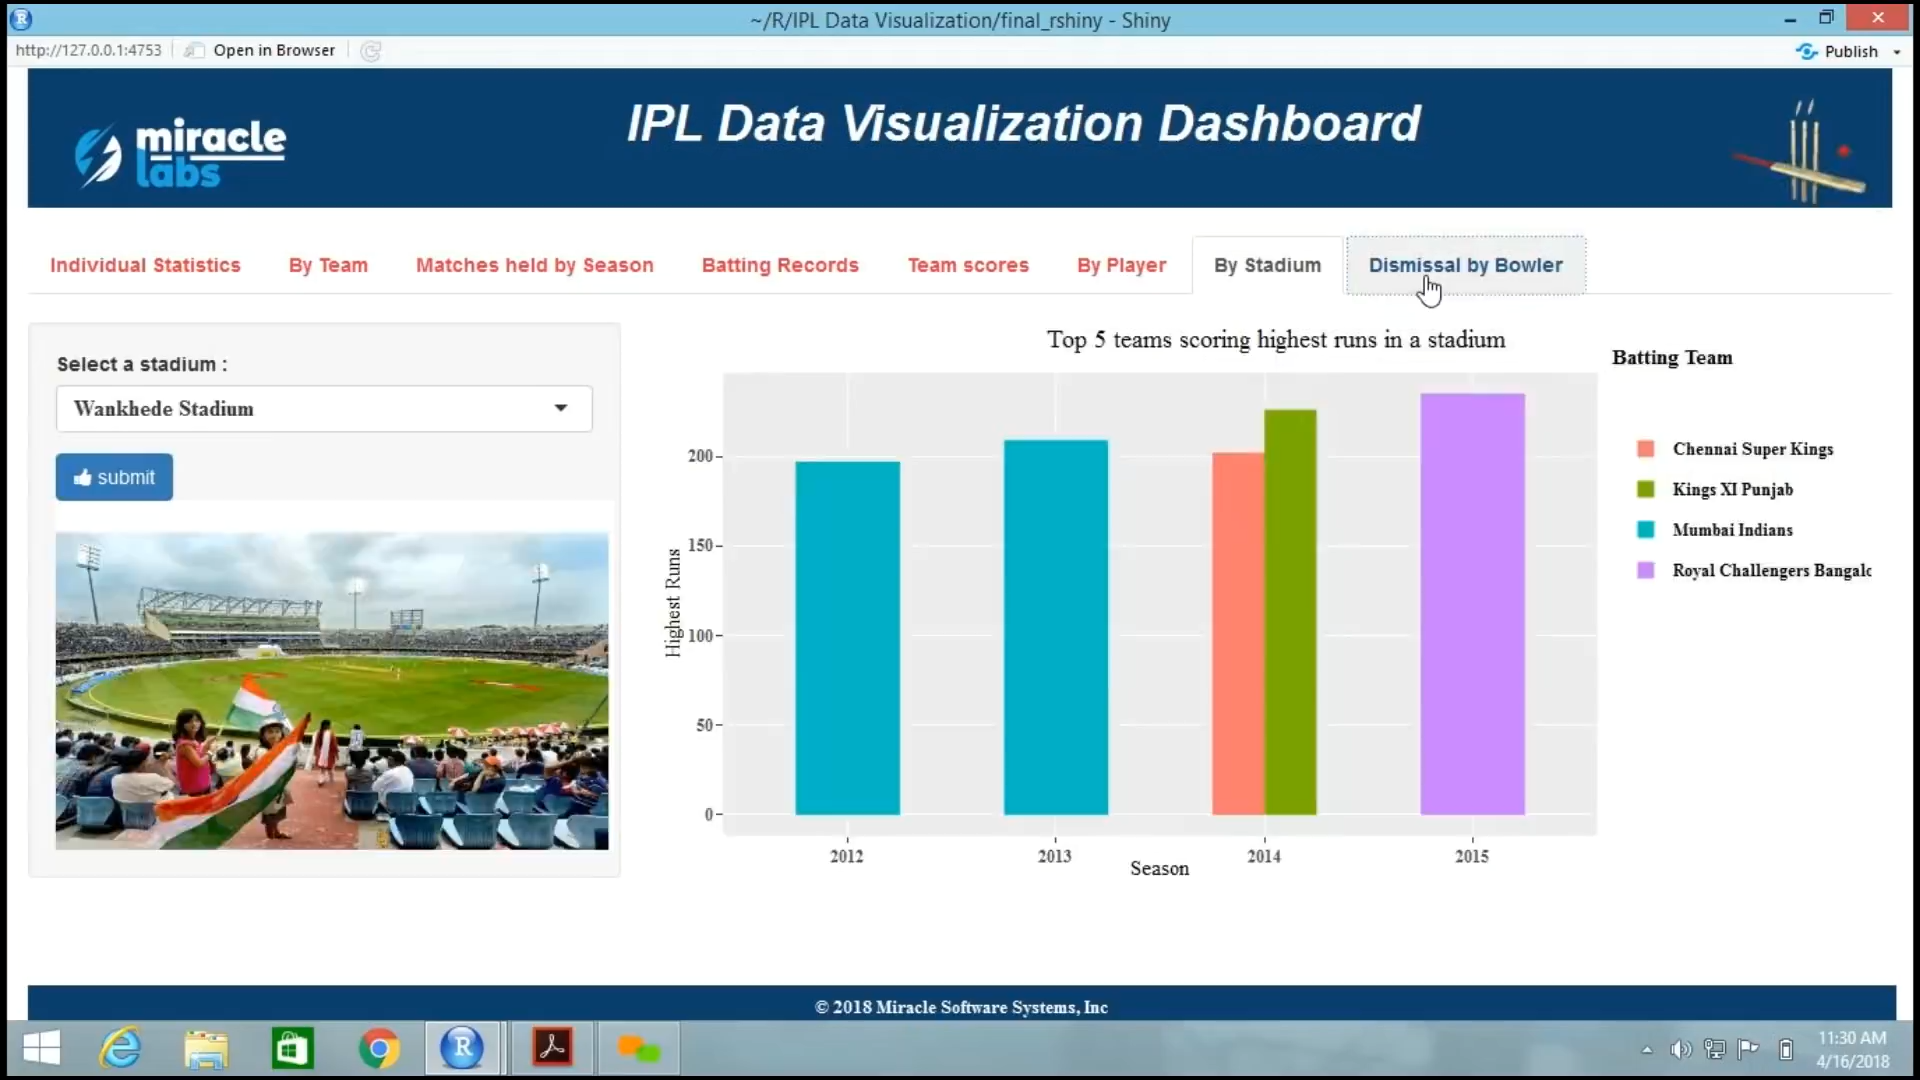 ~/R/IPL Data Visualization/final_rshiny - Shiny
http://127.0.0.1:4753
Open in Browser
Publish
miracle
labs
IPL Data Visualization Dashboard
Individual Statistics
By Team
Matches held by Season
Batting Records
Team scores
By Player
By Stadium
Dismissal by Bowler
Select a stadium :
Wankhede Stadium
submit
Top 5 teams scoring highest runs in a stadium
Batting Team
Chennai Super Kings
Kings XI Punjab
Mumbai Indians
Royal Challengers Bangalo
Highest Runs
200
150
100
50
0
2012
2013
2014
2015
Season
© 2018 Miracle Software Systems, Inc
11:30 AM
4/16/2018